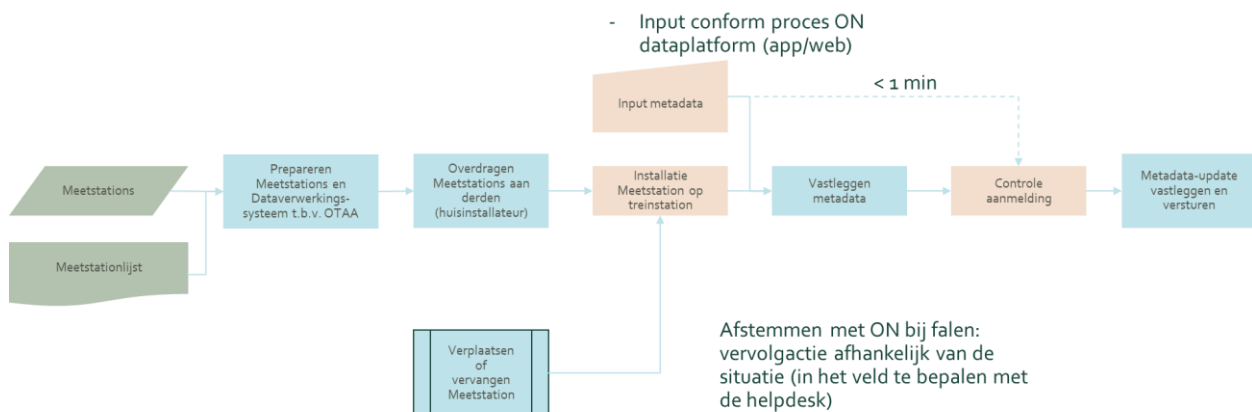 - Input conform proces ON
dataplatform (app/web)
Input metadata
< 1 min
Meetstations
Prepareren
Meetstations en
Dataverwerkings-
systeem t.b.v. OTAA
Overdragen
Meetstations aan
derden
(huisinstallateur)
Installatie
Meetstation op
treinstation
Vastleggen
metadata
Controle
aanmelding
Metadata-update
vastleggen en
versturen
Meetstationlijst
Verplaatsen
of
vervangen
Meetstation
Afstemmen met ON bij falen:
vervolgactie afhankelijk van de
situatie (in het veld te bepalen met
de helpdesk)